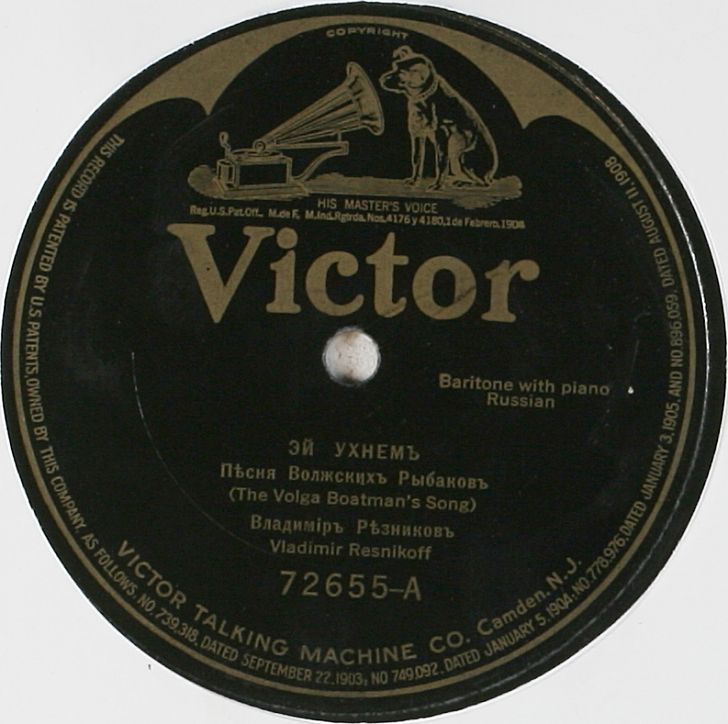 COPYRIGHT
HIS MASTER'S VOICE
Reg.U.S.Pat.Off., M.de F, M.Ind.Rgtrda.Nos.4176 y 4180,1 de Febrero,1904
Victor
Baritone with piano
Russian
ЭЙ УХНЕМЪ
Пѣсня Волжскихъ Рыбаковъ
(The Volga Boatman's Song)
Владиміръ Рѣзниковъ
Vladimir Resnikoff
72655-A
VICTOR TALKING MACHINE CO. Camden, N.J.
THIS RECORD IS PATENTED BY U.S. PATENTS, OWNED BY THIS COMPANY, AS FOLLOWS, NO. 739,318, DATED SEPTEMBER 22, 1903; NO 749,092, DATED JANUARY 5, 1904, NO. 778,976, DATED JANUARY 3, 1905, AND NO. 896,059, DATED AUGUST 11, 1908